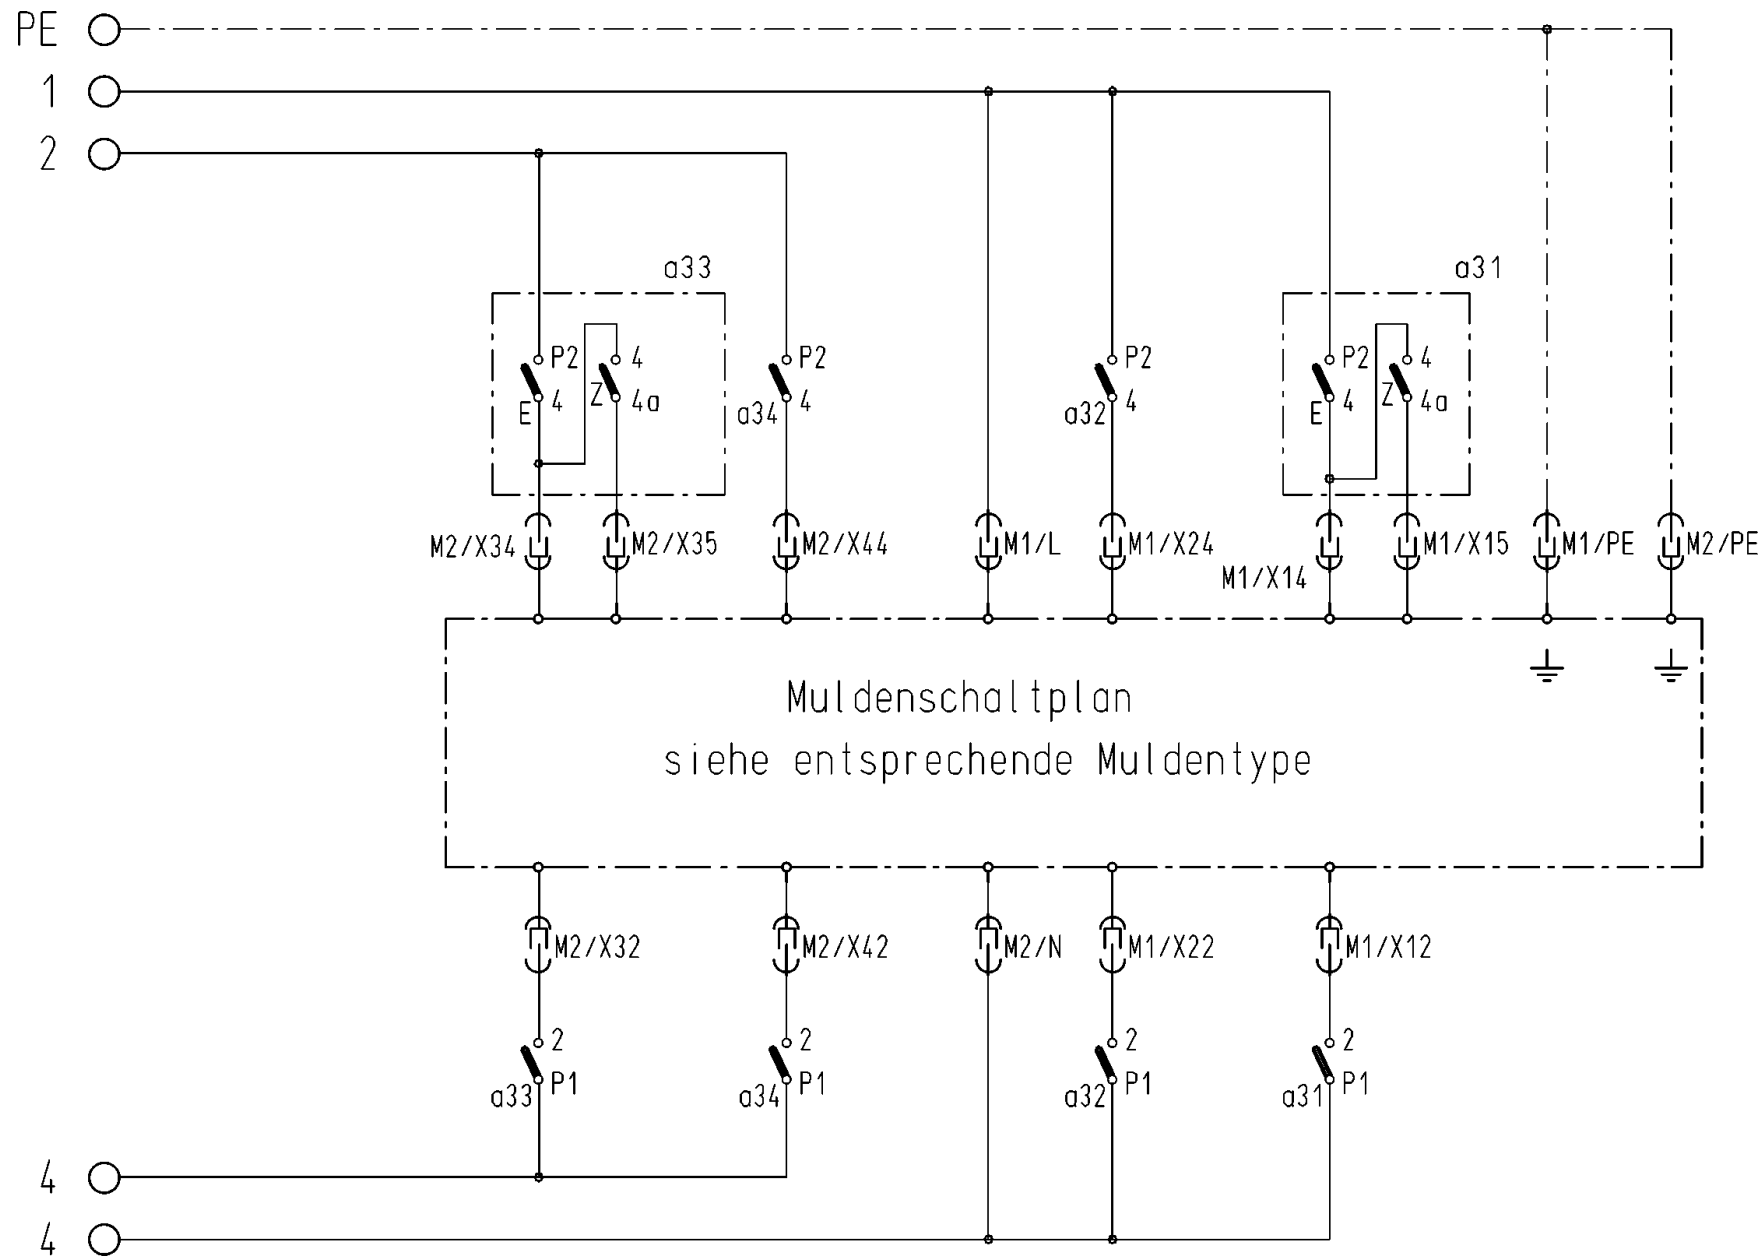 PE
1
2
a33
a31
P2
4
P2
P2
P2
4
E
4
Z
4a
a34
4
a32
4
E
4
Z
4a
M2/X34
M2/X35
M2/X44
M1/L
M1/X24
M1/X14
M1/X15
M1/PE
M2/PE
Muldenschaltplan
siehe entsprechende Muldentype
M2/X32
M2/X42
M2/N
M1/X22
M1/X12
2
2
2
2
a33
P1
a34
P1
a32
P1
a31
P1
4
4